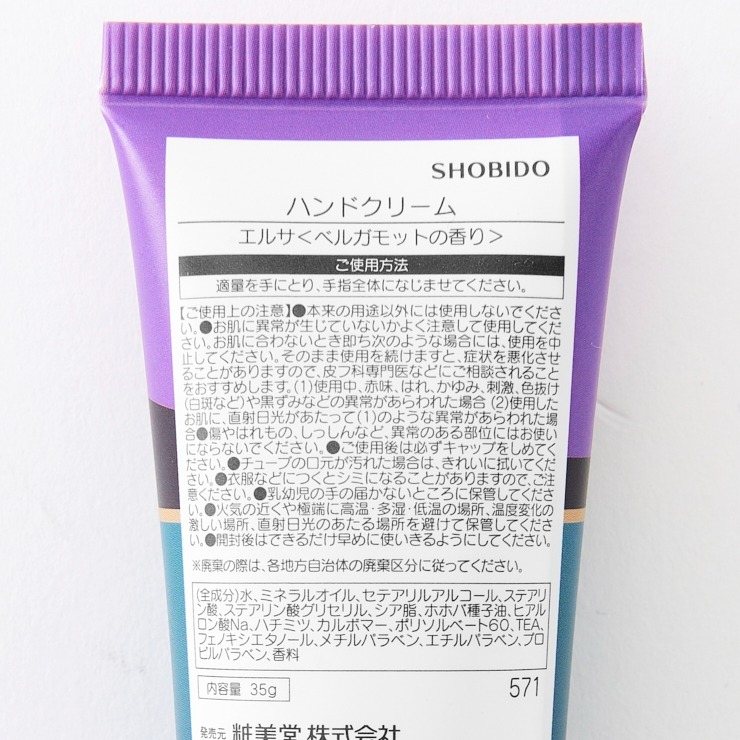 SHOBIDO
ハンドクリーム
エルサ<ベルガモットの香り>
ご使用方法
適量を手にとり、手指全体になじませてください。
【ご使用上の注意】●本来の用途以外には使用しないでくださ
い。●お肌に異常が生じていないかよく注意して使用してくだ
さい。お肌に合わないとき即ち次のような場合には、使用を中
止してください。そのまま使用を続けますと、症状を悪化させ
ることがありますので、皮フ科専門医などにご相談されること
をおすすめします。(1)使用中、赤味、はれ、かゆみ、刺激、色抜け
(白斑など)や黒ずみなどの異常があらわれた場合 (2)使用した
お肌に、直射日光があたって(1)のような異常があらわれた場
合●傷やはれもの、しっしんなど、異常のある部位にはお使い
にならないでください。●ご使用後は必ずキャップをしめてく
ださい。●チューブの口元が汚れた場合は、きれいに拭いてくだ
さい。●衣服などにつくとシミになることがありますので、ご注
意ください。●乳幼児の手の届かないところに保管してくださ
い。●火気の近くや極端に高温・多湿・低温の場所、温度変化の
激しい場所、直射日光のあたる場所を避けて保管してくださ
い。●開封後はできるだけ早めに使いきるようにしてください。
※廃棄の際は、各地方自治体の廃棄区分に従ってください。
(全成分)水、ミネラルオイル、セテアリルアルコール、ステアリ
ン酸、ステアリン酸グリセリル、シア脂、ホホバ種子油、ヒアル
ロン酸Na、ハチミツ、カルボマー、ポリソルベート60、TEA、
フェノキシエタノール、メチルパラベン、エチルパラベン、プロ
ピルパラベン、香料
内容量 35g
571
発売元 粧美堂 株式会社